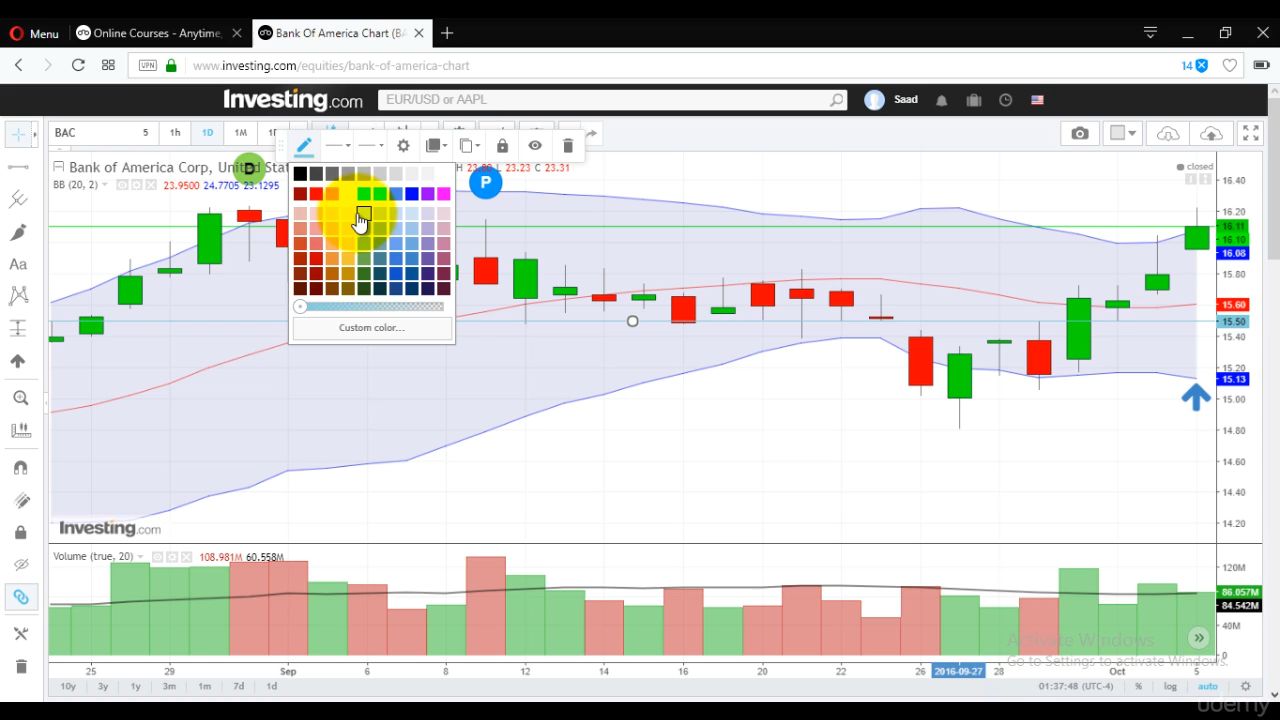 Menu
Online Courses - Anytime,
Bank Of America Chart (BA
VPN
www.investing.com/equities/bank-of-america-chart
14
Investing.com
EUR/USD or AAPL
Saad
BAC 5 1h 1D 1M
Bank of America Corp, United Stat
D
P
H L 23.23 C 23.31
closed
BB (20, 2) 23.9500 24.7705 23.1295
Aa
Custom color...
16.40
16.20
16.11
16.10
16.08
15.80
15.60
15.50
15.40
15.20
15.13
15.00
14.80
14.60
14.40
14.20
Investing.com
Volume (true, 20) 108.981M 60.558M
120M
86.057M
84.542M
40M
0
Activate Windows
Go to Settings to activate Windows.
25 29 Sep 6 8 12 14 16 20 22 26 2016-09-27 28 Oct 5
10y 3y 1y 3m 1m 7d 1d
01:37:48 (UTC-4) % log auto
udemy